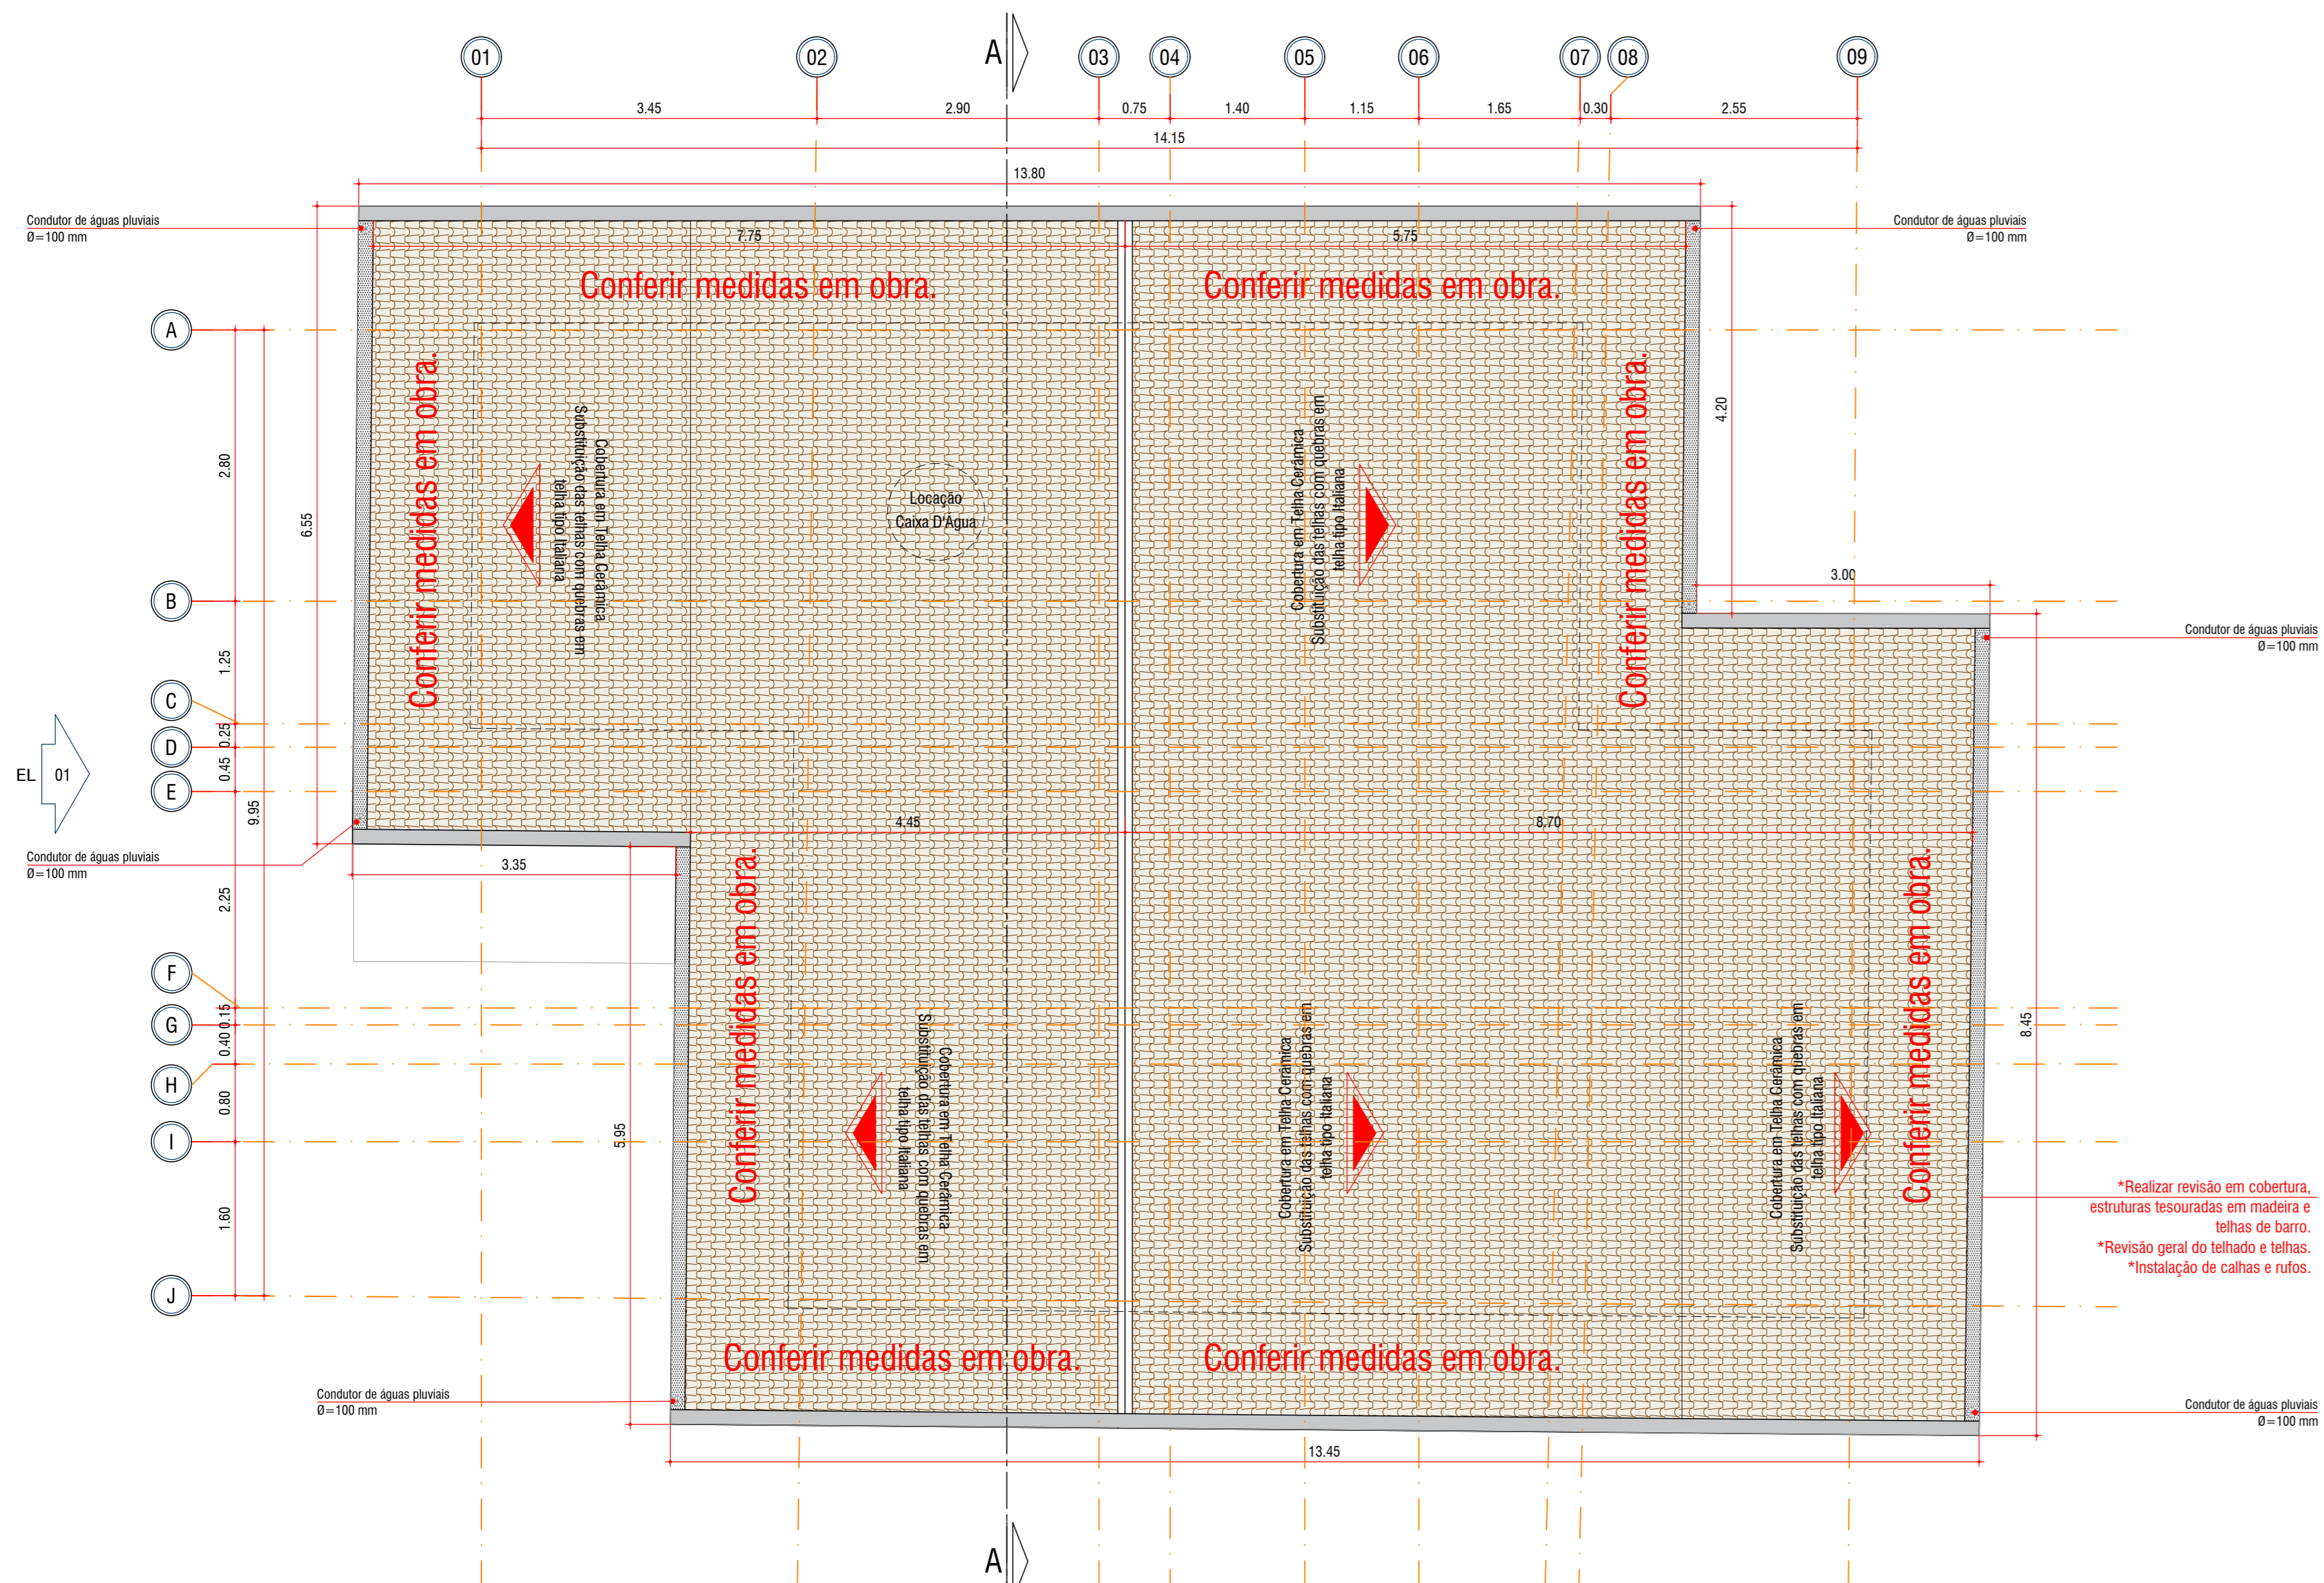 A
01
02
03
04
05
06
07
08
09
3.45
2.90
0.75
1.40
1.15
1.65
0.30
2.55
14.15
13.80
Condutor de águas pluviais
Ø=100 mm
Condutor de águas pluviais
Ø=100 mm
7.75
5.75
Conferir medidas em obra.
Conferir medidas em obra.
A
B
C
D
E
F
G
H
I
J
2.80
1.25
0.25
0.45
2.25
0.15
0.40
0.80
1.60
9.95
6.55
EL 01
Conferir medidas em obra.
Cobertura em Telha Cerâmica
Substituição das telhas com quebras em
telha tipo Italiana
Locação
Caixa D'Água
Cobertura em Telha Cerâmica
Substituição das telhas com quebras em
telha tipo Italiana
Conferir medidas em obra.
4.20
3.00
Condutor de águas pluviais
Ø=100 mm
4.45
8.70
Condutor de águas pluviais
Ø=100 mm
3.35
Conferir medidas em obra.
5.95
Cobertura em Telha Cerâmica
Substituição das telhas com quebras em
telha tipo Italiana
Cobertura em Telha Cerâmica
Substituição das telhas com quebras em
telha tipo Italiana
Cobertura em Telha Cerâmica
Substituição das telhas com quebras em
telha tipo Italiana
Conferir medidas em obra.
8.45
*Realizar revisão em cobertura,
estruturas tesouradas em madeira e
telhas de barro.
*Revisão geral do telhado e telhas.
*Instalação de calhas e rufos.
Conferir medidas em obra.
Conferir medidas em obra.
Condutor de águas pluviais
Ø=100 mm
Condutor de águas pluviais
Ø=100 mm
13.45
A